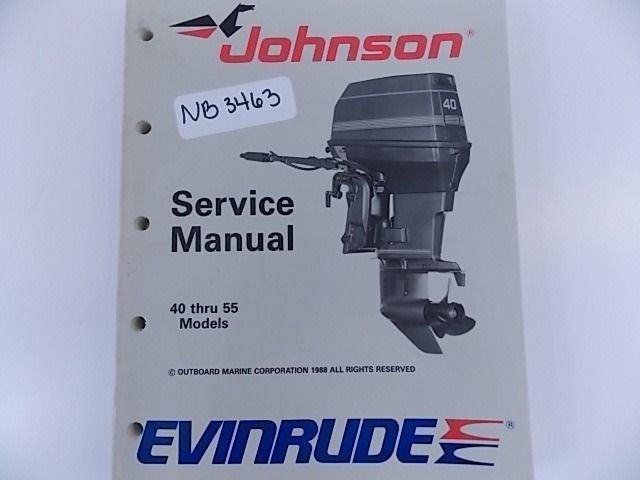 Johnson®
NB 3463
40
Service
Manual
40 thru 55
Models
© OUTBOARD MARINE CORPORATION 1988 ALL RIGHTS RESERVED
EVINRUDE®